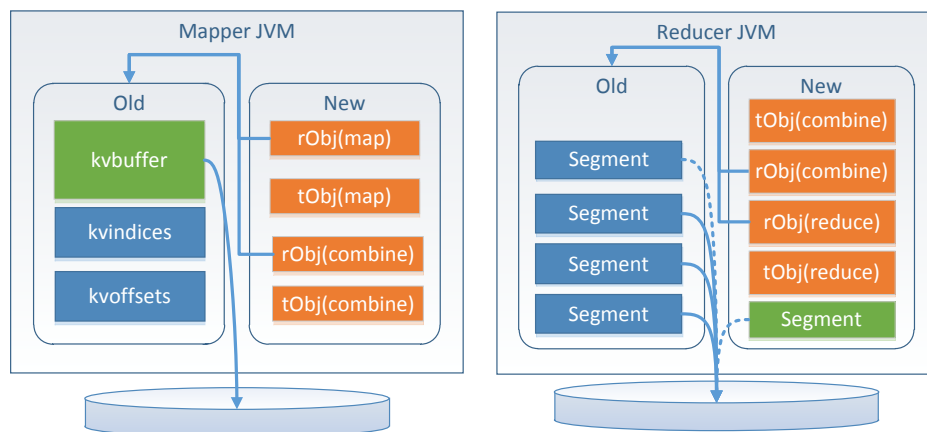 Mapper JVM
Old
New
kvbuffer
kvindices
kvoffsets
rObj(map)
tObj(map)
rObj(combine)
tObj(combine)
Reducer JVM
Old
New
Segment
Segment
Segment
Segment
tObj(combine)
rObj(combine)
rObj(reduce)
tObj(reduce)
Segment